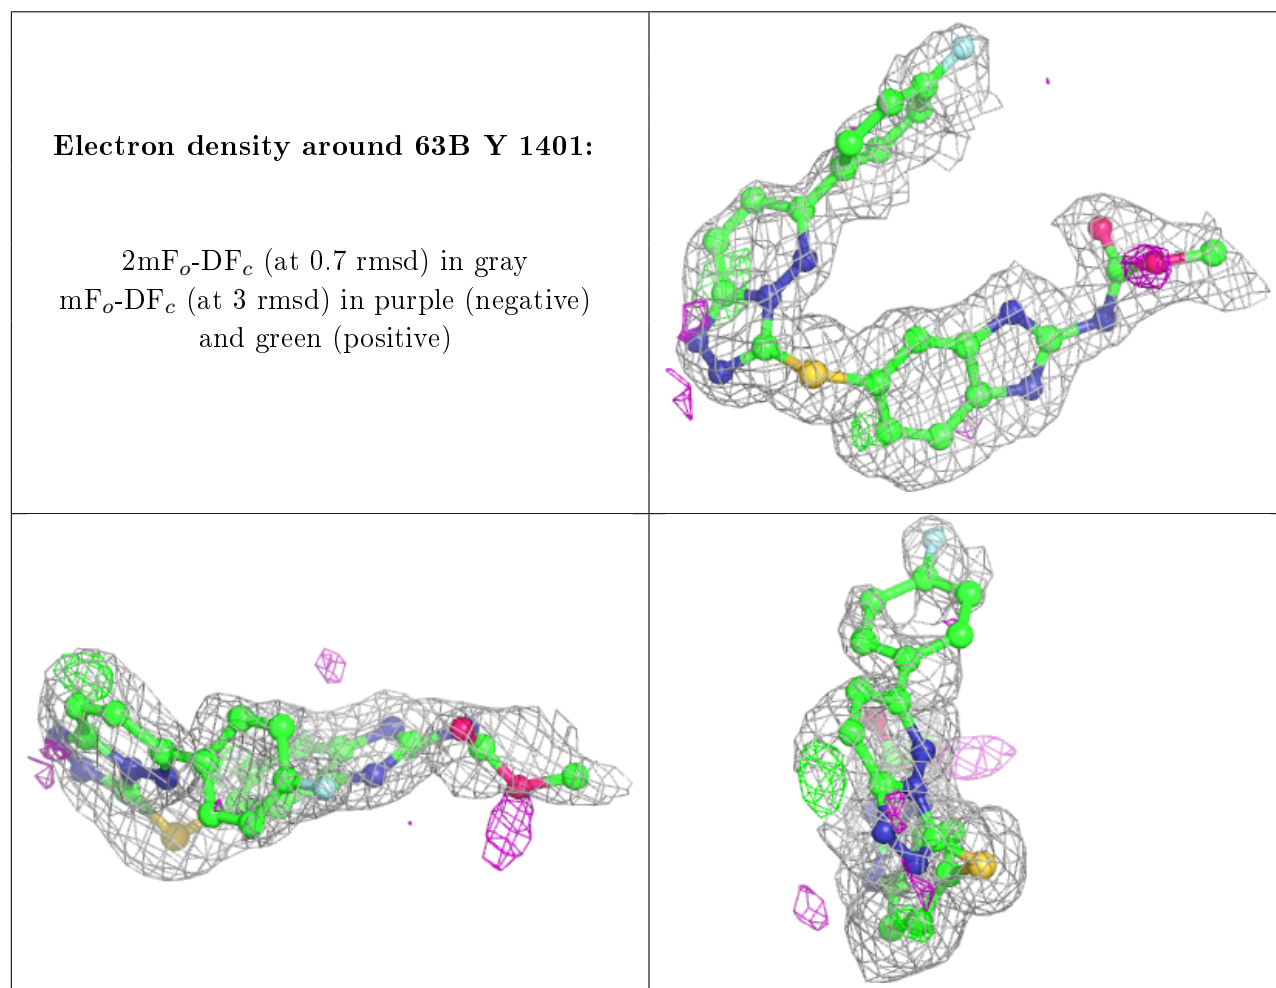 Electron density around 63B Y 1401:
2mFo-DFc (at 0.7 rmsd) in gray
mFo-DFc (at 3 rmsd) in purple (negative)
and green (positive)